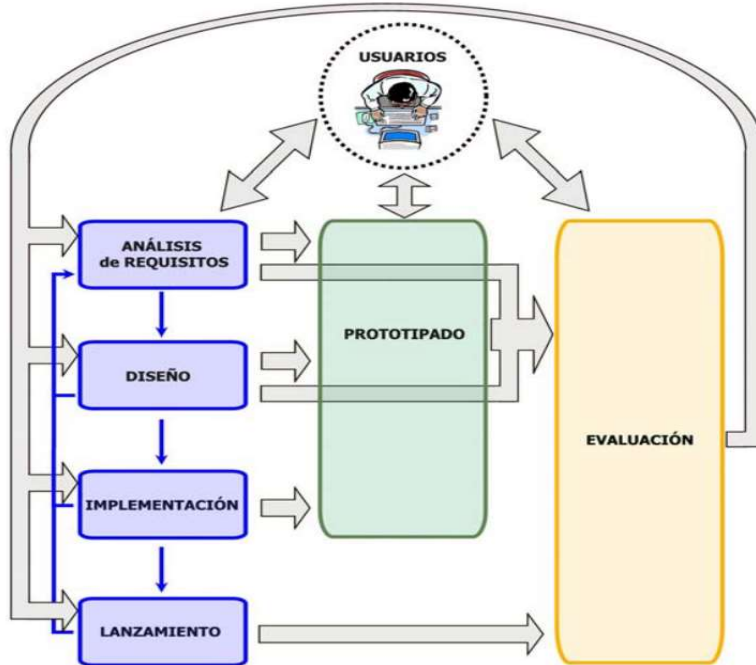 USUARIOS
ANÁLISIS
de REQUISITOS
PROTOTIPADO
DISEÑO
EVALUACIÓN
IMPLEMENTACIÓN
LANZAMIENTO